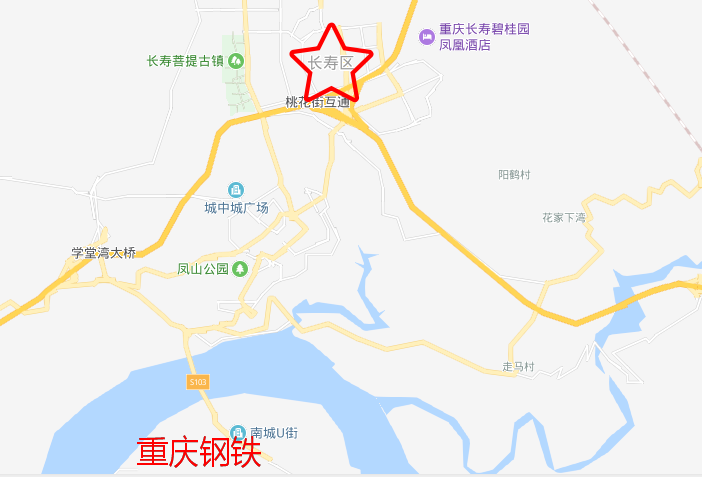 重庆长寿碧桂园
凤凰酒店
长寿菩提古镇
长寿区
桃花街互通
阳鹤村
城中城广场
花家下湾
学堂湾大桥
凤山公园
走马村
S103
南城U街
重庆钢铁